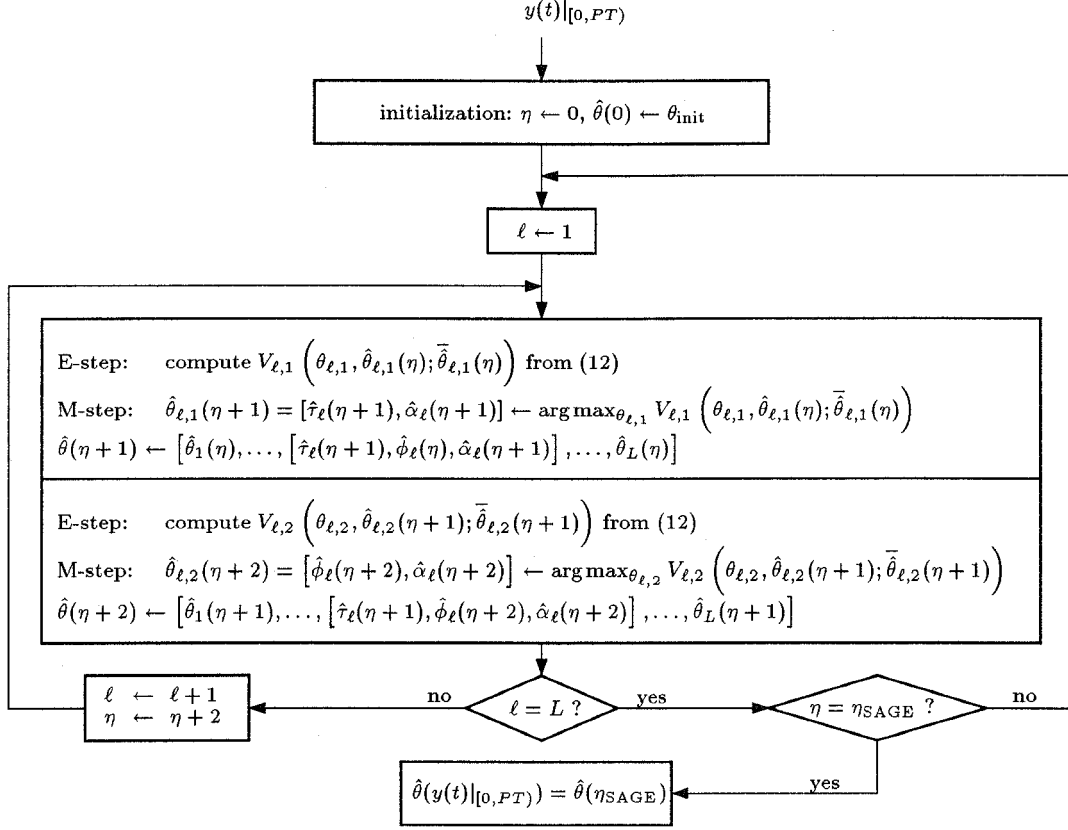 y(t)|[0,PT)
initialization: η ← 0, θ̂(0) ← θ_init
ℓ ← 1
E-step: compute V_{ℓ,1} (θ_{ℓ,1}, θ̂_{ℓ,1}(η); \overline{θ̂}_{ℓ,1}(η)) from (12)
M-step: θ̂_{ℓ,1}(η + 1) = [τ̂_ℓ(η + 1), α̂_ℓ(η + 1)] ← arg max_{θ_{ℓ,1}} V_{ℓ,1} (θ_{ℓ,1}, θ̂_{ℓ,1}(η); \overline{θ̂}_{ℓ,1}(η))
θ̂(η + 1) ← [θ̂_1(η), . . . , [τ̂_ℓ(η + 1), φ̂_ℓ(η), α̂_ℓ(η + 1)] , . . . , θ̂_L(η)]
E-step: compute V_{ℓ,2} (θ_{ℓ,2}, θ̂_{ℓ,2}(η + 1); \overline{θ̂}_{ℓ,2}(η + 1)) from (12)
M-step: θ̂_{ℓ,2}(η + 2) = [φ̂_ℓ(η + 2), α̂_ℓ(η + 2)] ← arg max_{θ_{ℓ,2}} V_{ℓ,2} (θ_{ℓ,2}, θ̂_{ℓ,2}(η + 1); \overline{θ̂}_{ℓ,2}(η + 1))
θ̂(η + 2) ← [θ̂_1(η + 1), . . . , [τ̂_ℓ(η + 1), φ̂_ℓ(η + 2), α̂_ℓ(η + 2)] , . . . , θ̂_L(η + 1)]
ℓ ← ℓ + 1
η ← η + 2
no
ℓ = L ?
yes
η = η_SAGE ?
no
yes
θ̂(y(t)|[0,PT)) = θ̂(η_SAGE)